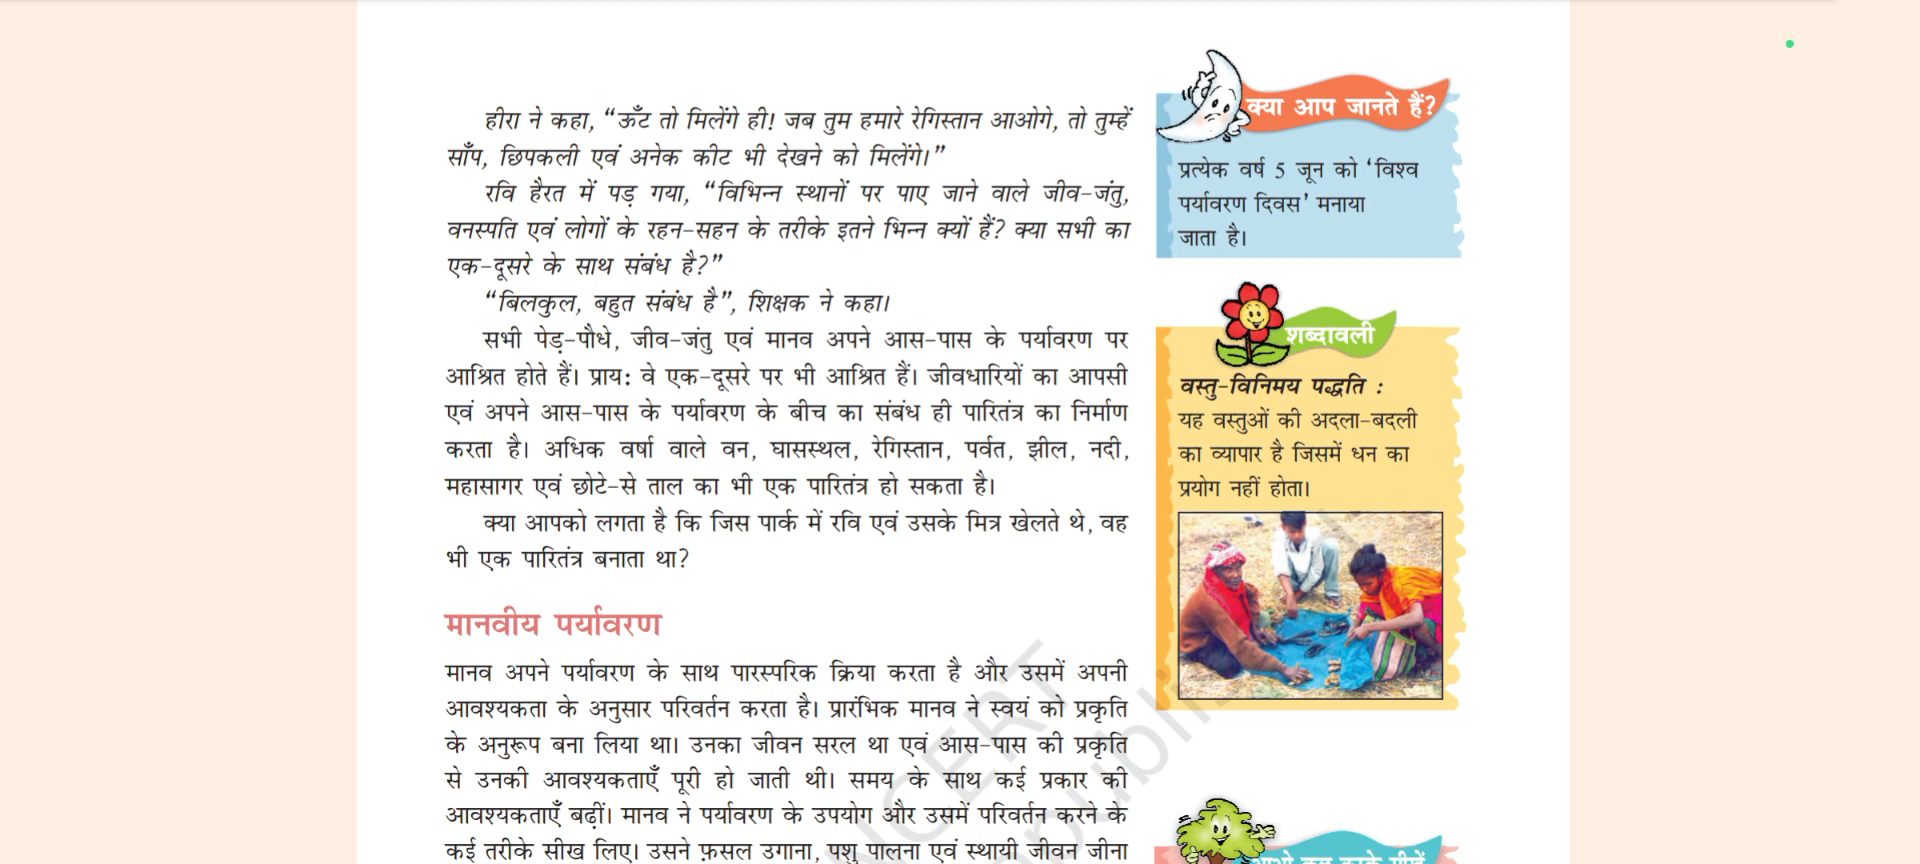 हीरा ने कहा, “ऊँट तो मिलेंगे ही! जब तुम हमारे रेगिस्तान आओगे, तो तुम्हें
साँप, छिपकली एवं अनेक कीट भी देखने को मिलेंगे।”
रवि हैरत में पड़ गया, “विभिन्न स्थानों पर पाए जाने वाले जीव-जंतु,
वनस्पति एवं लोगों के रहन-सहन के तरीके इतने भिन्न क्यों हैं? क्या सभी का
एक-दूसरे के साथ संबंध है?”
“बिलकुल, बहुत संबंध है”, शिक्षक ने कहा।
सभी पेड़-पौधे, जीव-जंतु एवं मानव अपने आस-पास के पर्यावरण पर
आश्रित होते हैं। प्राय: वे एक-दूसरे पर भी आश्रित हैं। जीवधारियों का आपसी
एवं अपने आस-पास के पर्यावरण के बीच का संबंध ही पारितंत्र का निर्माण
करता है। अधिक वर्षा वाले वन, घासस्थल, रेगिस्तान, पर्वत, झील, नदी,
महासागर एवं छोटे-से ताल का भी एक पारितंत्र हो सकता है।
क्या आपको लगता है कि जिस पार्क में रवि एवं उसके मित्र खेलते थे, वह
भी एक पारितंत्र बनाता था?
मानवीय पर्यावरण
मानव अपने पर्यावरण के साथ पारस्परिक क्रिया करता है और उसमें अपनी
आवश्यकता के अनुसार परिवर्तन करता है। प्रारंभिक मानव ने स्वयं को प्रकृति
के अनुरूप बना लिया था। उनका जीवन सरल था एवं आस-पास की प्रकृति
से उनकी आवश्यकताएँ पूरी हो जाती थी। समय के साथ कई प्रकार की
आवश्यकताएँ बढ़ीं। मानव ने पर्यावरण के उपयोग और उसमें परिवर्तन करने के
कई तरीके सीख लिए। उसने फ़सल उगाना, पशु पालना एवं स्थायी जीवन जीना
क्या आप जानते हैं?
प्रत्येक वर्ष 5 जून को ‘विश्व
पर्यावरण दिवस’ मनाया
जाता है।
शब्दावली
वस्तु-विनिमय पद्धति :
यह वस्तुओं की अदला-बदली
का व्यापार है जिसमें धन का
प्रयोग नहीं होता।
NCERT